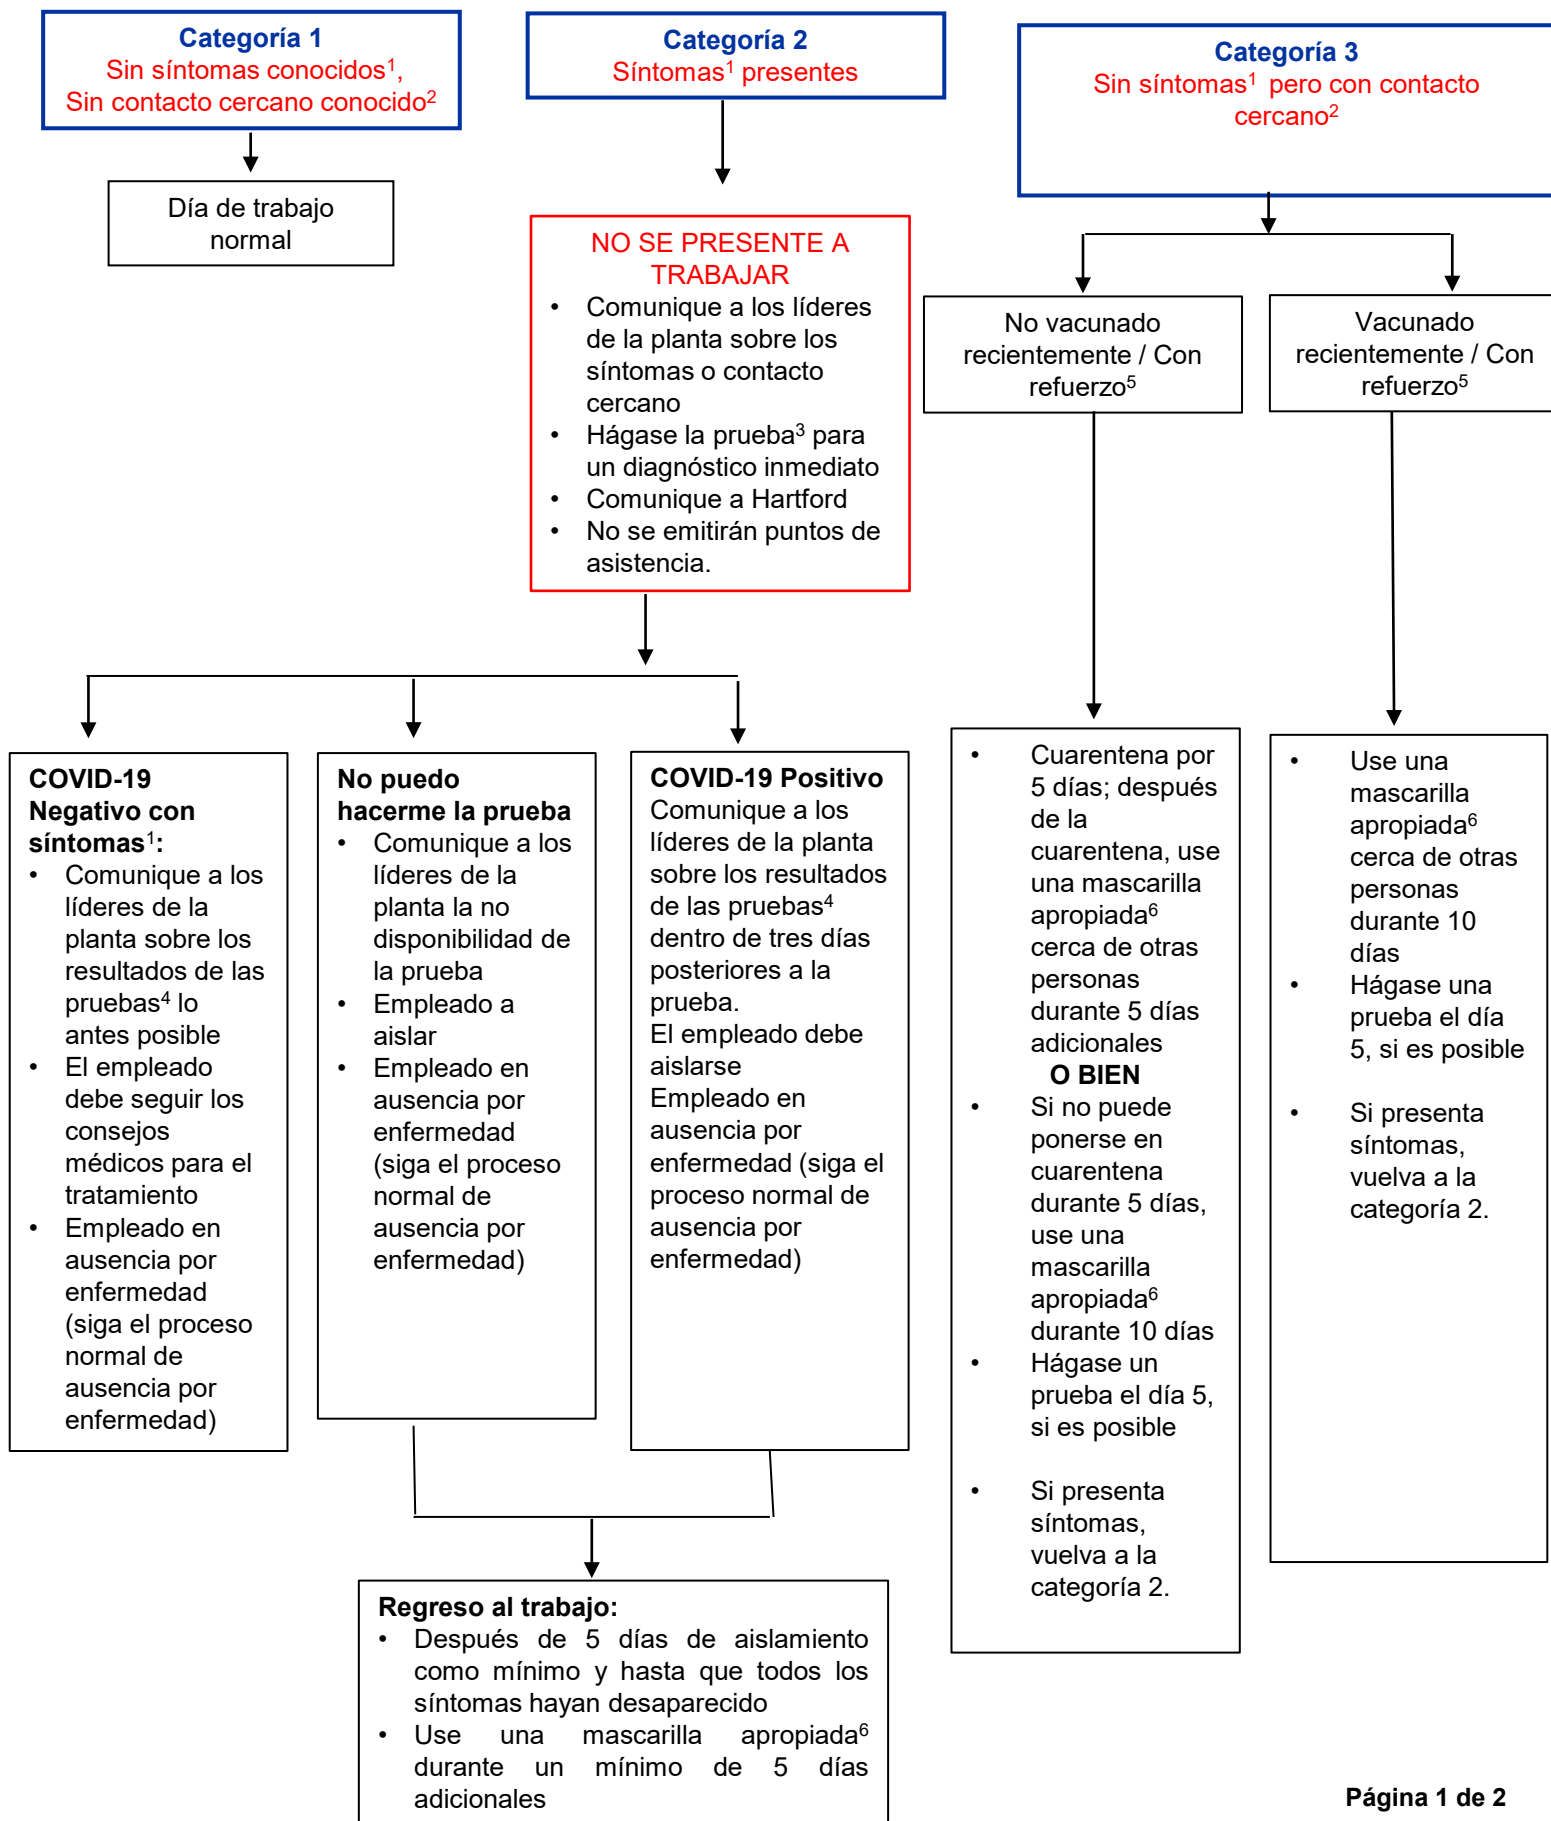 Categoría 1
Sin síntomas conocidos¹,
Sin contacto cercano conocido²
Categoría 2
Síntomas¹ presentes
Categoría 3
Sin síntomas¹ pero con contacto
cercano²
Día de trabajo
normal
NO SE PRESENTE A
TRABAJAR
• Comunique a los líderes
de la planta sobre los
síntomas o contacto
cercano
• Hágase la prueba³ para
un diagnóstico inmediato
• Comunique a Hartford
• No se emitirán puntos de
asistencia.
No vacunado
recientemente / Con
refuerzo⁵
Vacunado
recientemente / Con
refuerzo⁵
COVID-19
Negativo con
síntomas¹:
• Comunique a los
líderes de la
planta sobre los
resultados de las
pruebas⁴ lo
antes posible
• El empleado
debe seguir los
consejos
médicos para el
tratamiento
• Empleado en
ausencia por
enfermedad
(siga el proceso
normal de
ausencia por
enfermedad)
No puedo
hacerme la prueba
• Comunique a los
líderes de la
planta la no
disponibilidad de
la prueba
• Empleado a
aislar
• Empleado en
ausencia por
enfermedad
(siga el proceso
normal de
ausencia por
enfermedad)
COVID-19 Positivo
Comunique a los
líderes de la planta
sobre los resultados
de las pruebas⁴
dentro de tres días
posteriores a la
prueba.
El empleado debe
aislarse
Empleado en
ausencia por
enfermedad (siga el
proceso normal de
ausencia por
enfermedad)
• Cuarentena por
5 días; después
de la
cuarentena, use
una mascarilla
apropiada⁶
cerca de otras
personas
durante 5 días
adicionales
O BIEN
• Si no puede
ponerse en
cuarentena
durante 5 días,
use una
mascarilla
apropiada⁶
durante 10 días
• Hágase un
prueba el día 5,
si es posible
• Si presenta
síntomas,
vuelva a la
categoría 2.
• Use una
mascarilla
apropiada⁶
cerca de otras
personas
durante 10
días
• Hágase una
prueba el día
5, si es posible
• Si presenta
síntomas,
vuelva a la
categoría 2.
Regreso al trabajo:
• Después de 5 días de aislamiento
como mínimo y hasta que todos los
síntomas hayan desaparecido
• Use una mascarilla apropiada⁶
durante un mínimo de 5 días
adicionales
Página 1 de 2